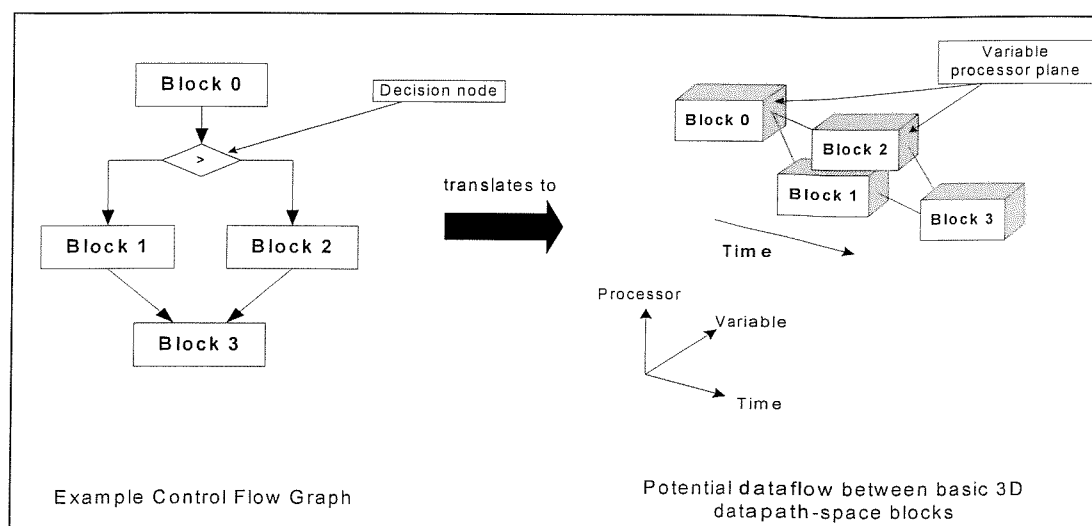 Block 0
Decision node
>
Block 1
Block 2
Block 3
Example Control Flow Graph
translates to
Variable
processor plane
Block 0
Block 2
Block 1
Block 3
Time
Processor
Variable
Time
Potential dataflow between basic 3D
datapath-space blocks